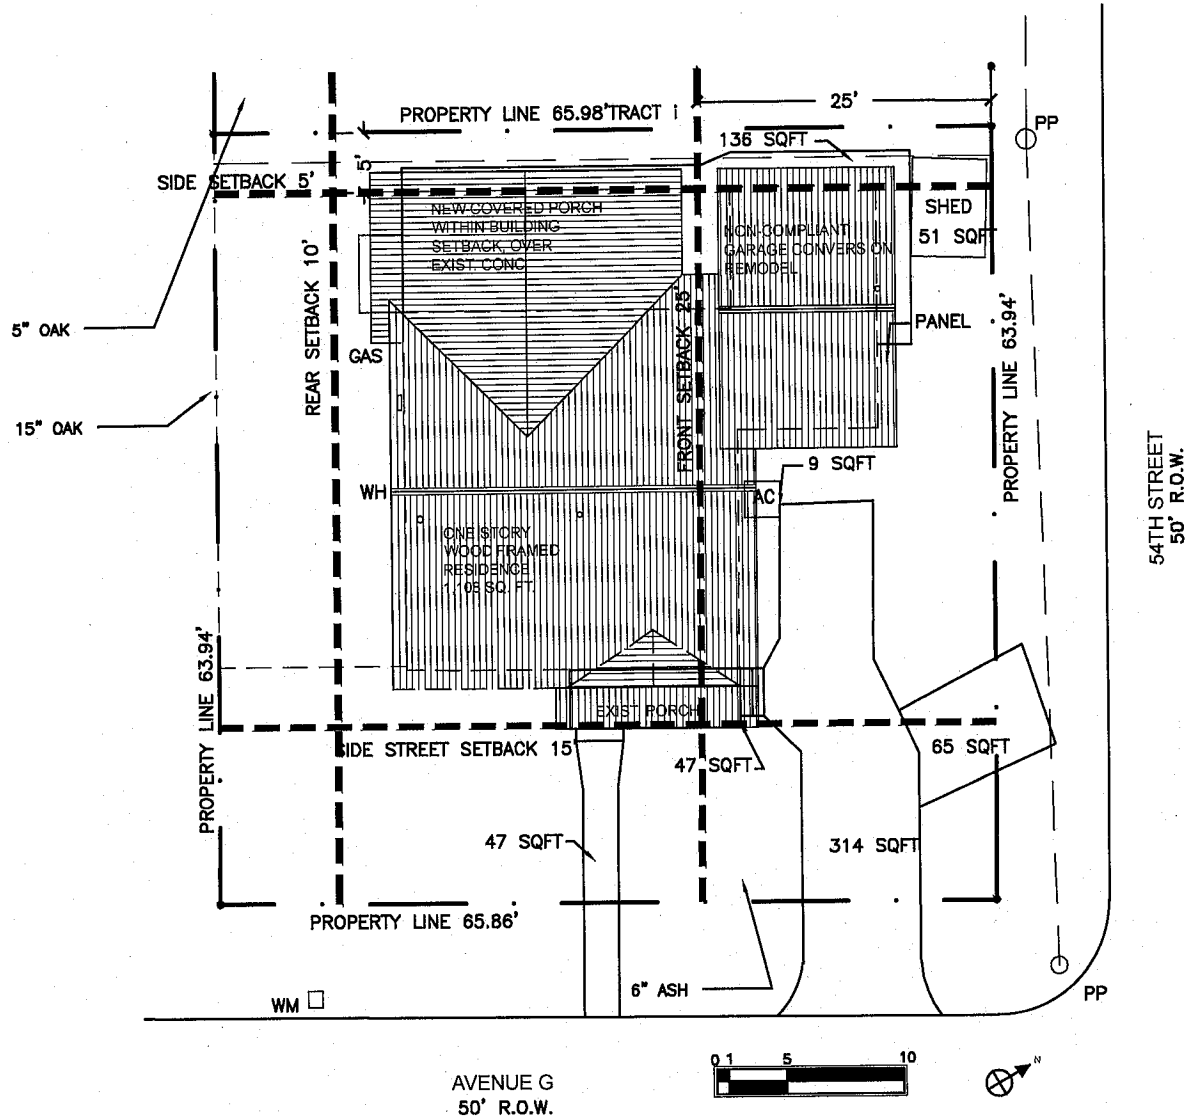 PP
25'
PROPERTY LINE 65.98' TRACT i
136 SQFT
5'
SIDE SETBACK 5'
NEW COVERED PORCH
WITHIN BUILDING
SETBACK, OVER
EXIST. CONC
NON-COMPLIANT
GARAGE CONVERS ON
REMODEL
SHED
51 SQFT
REAR SETBACK 10'
FRONT SETBACK 25'
PROPERTY LINE 63.94'
5" OAK
GAS
PANEL
15" OAK
54TH STREET
50' R.O.W.
9 SQFT
WH
AC
ONE STORY
WOOD FRAMED
RESIDENCE
SQ. FT.
PROPERTY LINE 63.94'
EXIST PORCH
SIDE STREET SETBACK 15
47 SQFT
65 SQFT
47 SQFT
314 SQFT
PROPERTY LINE 65.86'
6" ASH
PP
WM
0 1 5 10
N
AVENUE G
50' R.O.W.